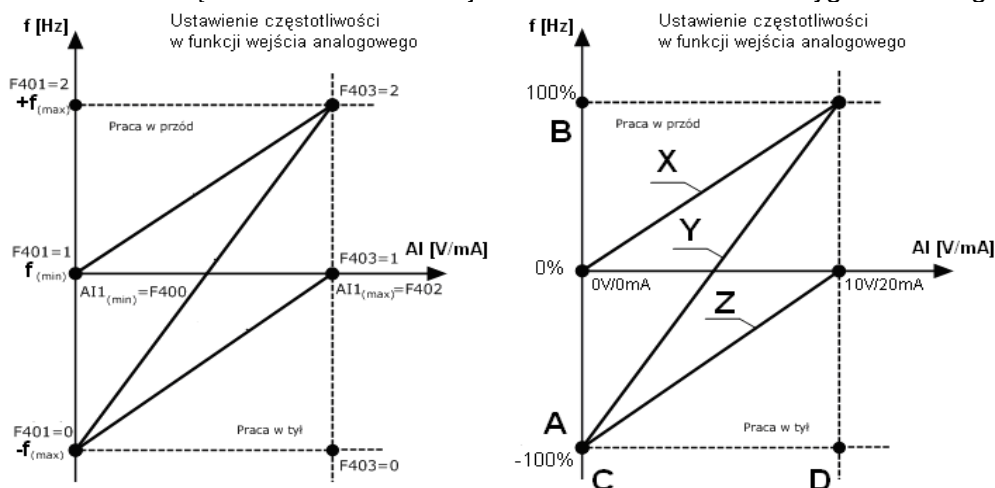 Ustawienie częstotliwości
w funkcji wejścia analogowego
f [Hz]
F401=2
+f(max)
F403=2
Praca w przód
F401=1
f(min)
F403=1
AI [V/mA]
AI1(min)=F400
AI1(max)=F402
F401=0
-f(max)
Praca w tył
F403=0
Ustawienie częstotliwości
w funkcji wejścia analogowego
f [Hz]
100%
B
Praca w przód
X
Y
AI [V/mA]
0%
0V/0mA
10V/20mA
Z
A
Praca w tył
-100%
C
D